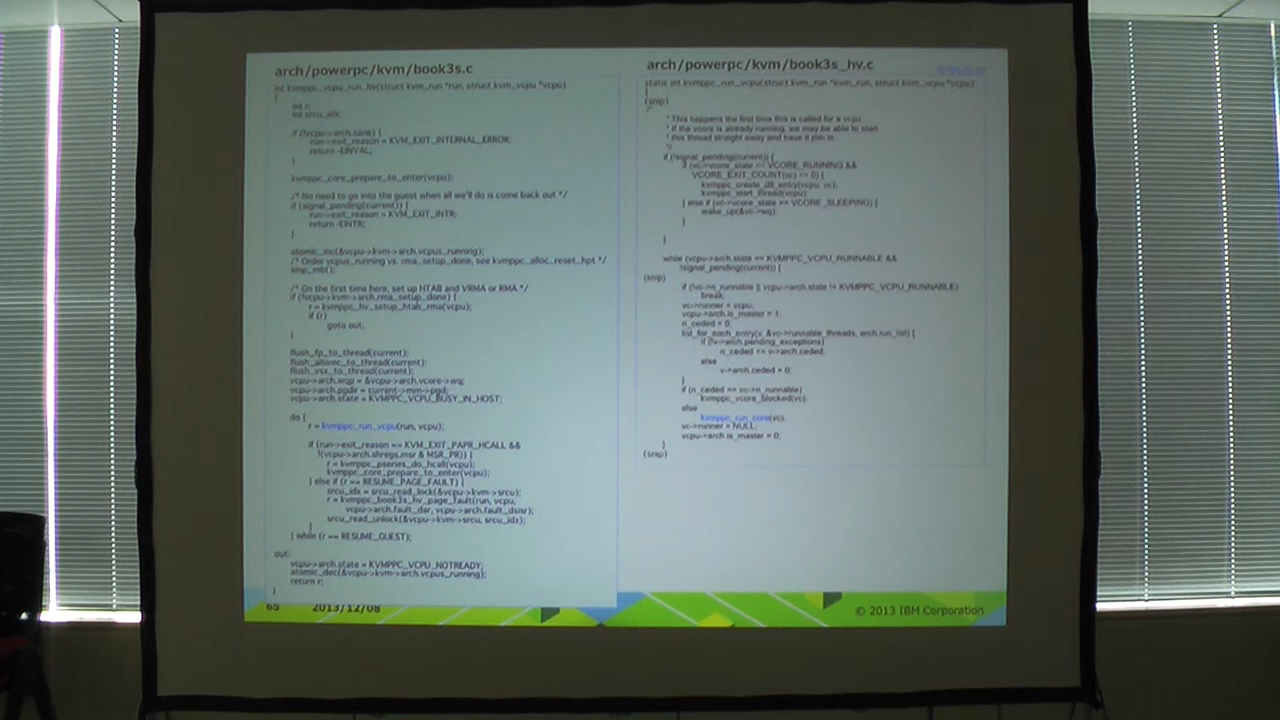 arch/powerpc/kvm/book3s.c
int kvmppc_vcpu_run_hv(struct kvm_run *run, struct kvm_vcpu *vcpu)
{
int r;
int srcu_idx;
if (!vcpu->arch.sane) {
run->exit_reason = KVM_EXIT_INTERNAL_ERROR;
return -EINVAL;
}
kvmppc_core_prepare_to_enter(vcpu);
/* No need to go into the guest when all we'll do is come back out */
if (signal_pending(current)) {
run->exit_reason = KVM_EXIT_INTR;
return -EINTR;
}
atomic_inc(&vcpu->kvm->arch.vcpus_running);
/* Order vcpus_running vs. rma_setup_done, see kvmppc_alloc_reset_hpt */
smp_mb();
/* On the first time here, set up HTAB and VRMA or RMA */
if (!vcpu->kvm->arch.rma_setup_done) {
r = kvmppc_hv_setup_htab_rma(vcpu);
if (r)
goto out;
}
flush_fp_to_thread(current);
flush_altivec_to_thread(current);
flush_vsx_to_thread(current);
vcpu->arch.wqp = &vcpu->arch.vcore->wq;
vcpu->arch.pgdir = current->mm->pgd;
vcpu->arch.state = KVMPPC_VCPU_BUSY_IN_HOST;
do {
r = kvmppc_run_vcpu(run, vcpu);
if (run->exit_reason == KVM_EXIT_PAPR_HCALL &&
!(vcpu->arch.shregs.msr & MSR_PR)) {
r = kvmppc_pseries_do_hcall(vcpu);
kvmppc_core_prepare_to_enter(vcpu);
} else if (r == RESUME_PAGE_FAULT) {
srcu_idx = srcu_read_lock(&vcpu->kvm->srcu);
r = kvmppc_book3s_hv_page_fault(run, vcpu,
vcpu->arch.fault_dar, vcpu->arch.fault_dsisr);
srcu_read_unlock(&vcpu->kvm->srcu, srcu_idx);
}
} while (r == RESUME_GUEST);
out:
vcpu->arch.state = KVMPPC_VCPU_NOTREADY;
atomic_dec(&vcpu->kvm->arch.vcpus_running);
return r;
}
arch/powerpc/kvm/book3s_hv.c
static int kvmppc_run_vcpu(struct kvm_run *kvm_run, struct kvm_vcpu *vcpu)
{
(snip)
/*
* This happens the first time this is called for a vcpu.
* If the vcore is already running, we may be able to start
* this thread straight away and have it join in.
*/
if (!signal_pending(current)) {
if (vc->vcore_state == VCORE_RUNNING &&
VCORE_EXIT_COUNT(vc) == 0) {
kvmppc_create_dtl_entry(vcpu, vc);
kvmppc_start_thread(vcpu);
} else if (vc->vcore_state == VCORE_SLEEPING) {
wake_up(&vc->wq);
}
}
while (vcpu->arch.state == KVMPPC_VCPU_RUNNABLE &&
!signal_pending(current)) {
(snip)
if (!vc->n_runnable || vcpu->arch.state != KVMPPC_VCPU_RUNNABLE)
break;
vc->runner = vcpu;
vcpu->arch.is_master = 1;
n_ceded = 0;
list_for_each_entry(v, &vc->runnable_threads, arch.run_list) {
if (!v->arch.pending_exceptions)
n_ceded += v->arch.ceded;
else
v->arch.ceded = 0;
}
if (n_ceded == vc->n_runnable)
kvmppc_vcore_blocked(vc);
else
kvmppc_run_core(vc);
vc->runner = NULL;
vcpu->arch.is_master = 0;
}
(snip)
65 2013/12/08
© 2013 IBM Corporation